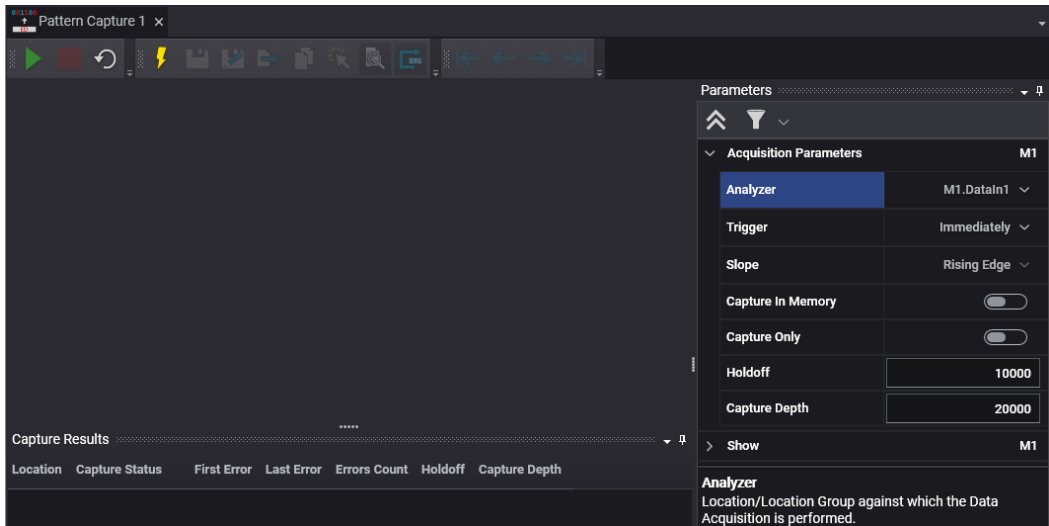 001100
Pattern Capture 1
Parameters
Acquisition Parameters M1
Analyzer M1.DataIn1
Trigger Immediately
Slope Rising Edge
Capture In Memory
Capture Only
Holdoff 10000
Capture Depth 20000
Show M1
Analyzer
Location/Location Group against which the Data
Acquisition is performed.
Capture Results
Location Capture Status First Error Last Error Errors Count Holdoff Capture Depth